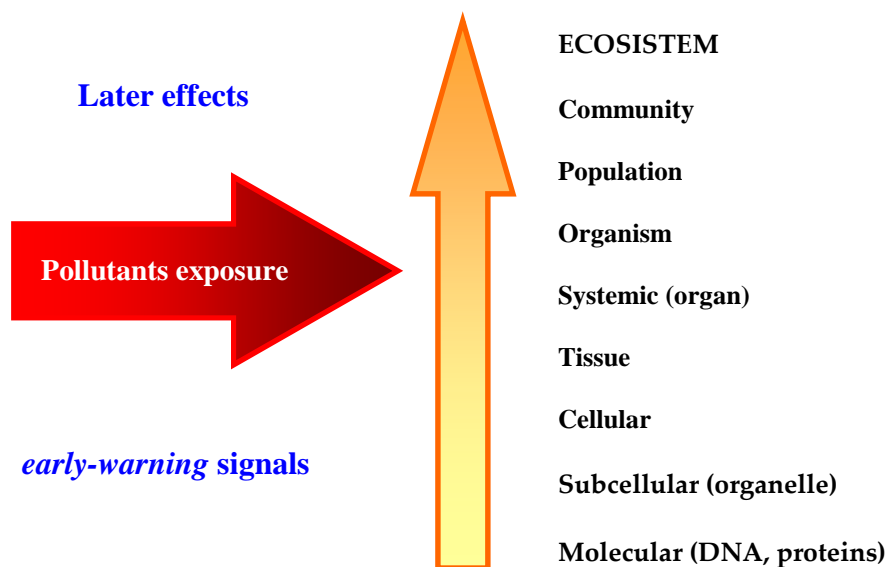 Later effects
Pollutants exposure
early-warning signals
ECOSISTEM
Community
Population
Organism
Systemic (organ)
Tissue
Cellular
Subcellular (organelle)
Molecular (DNA, proteins)